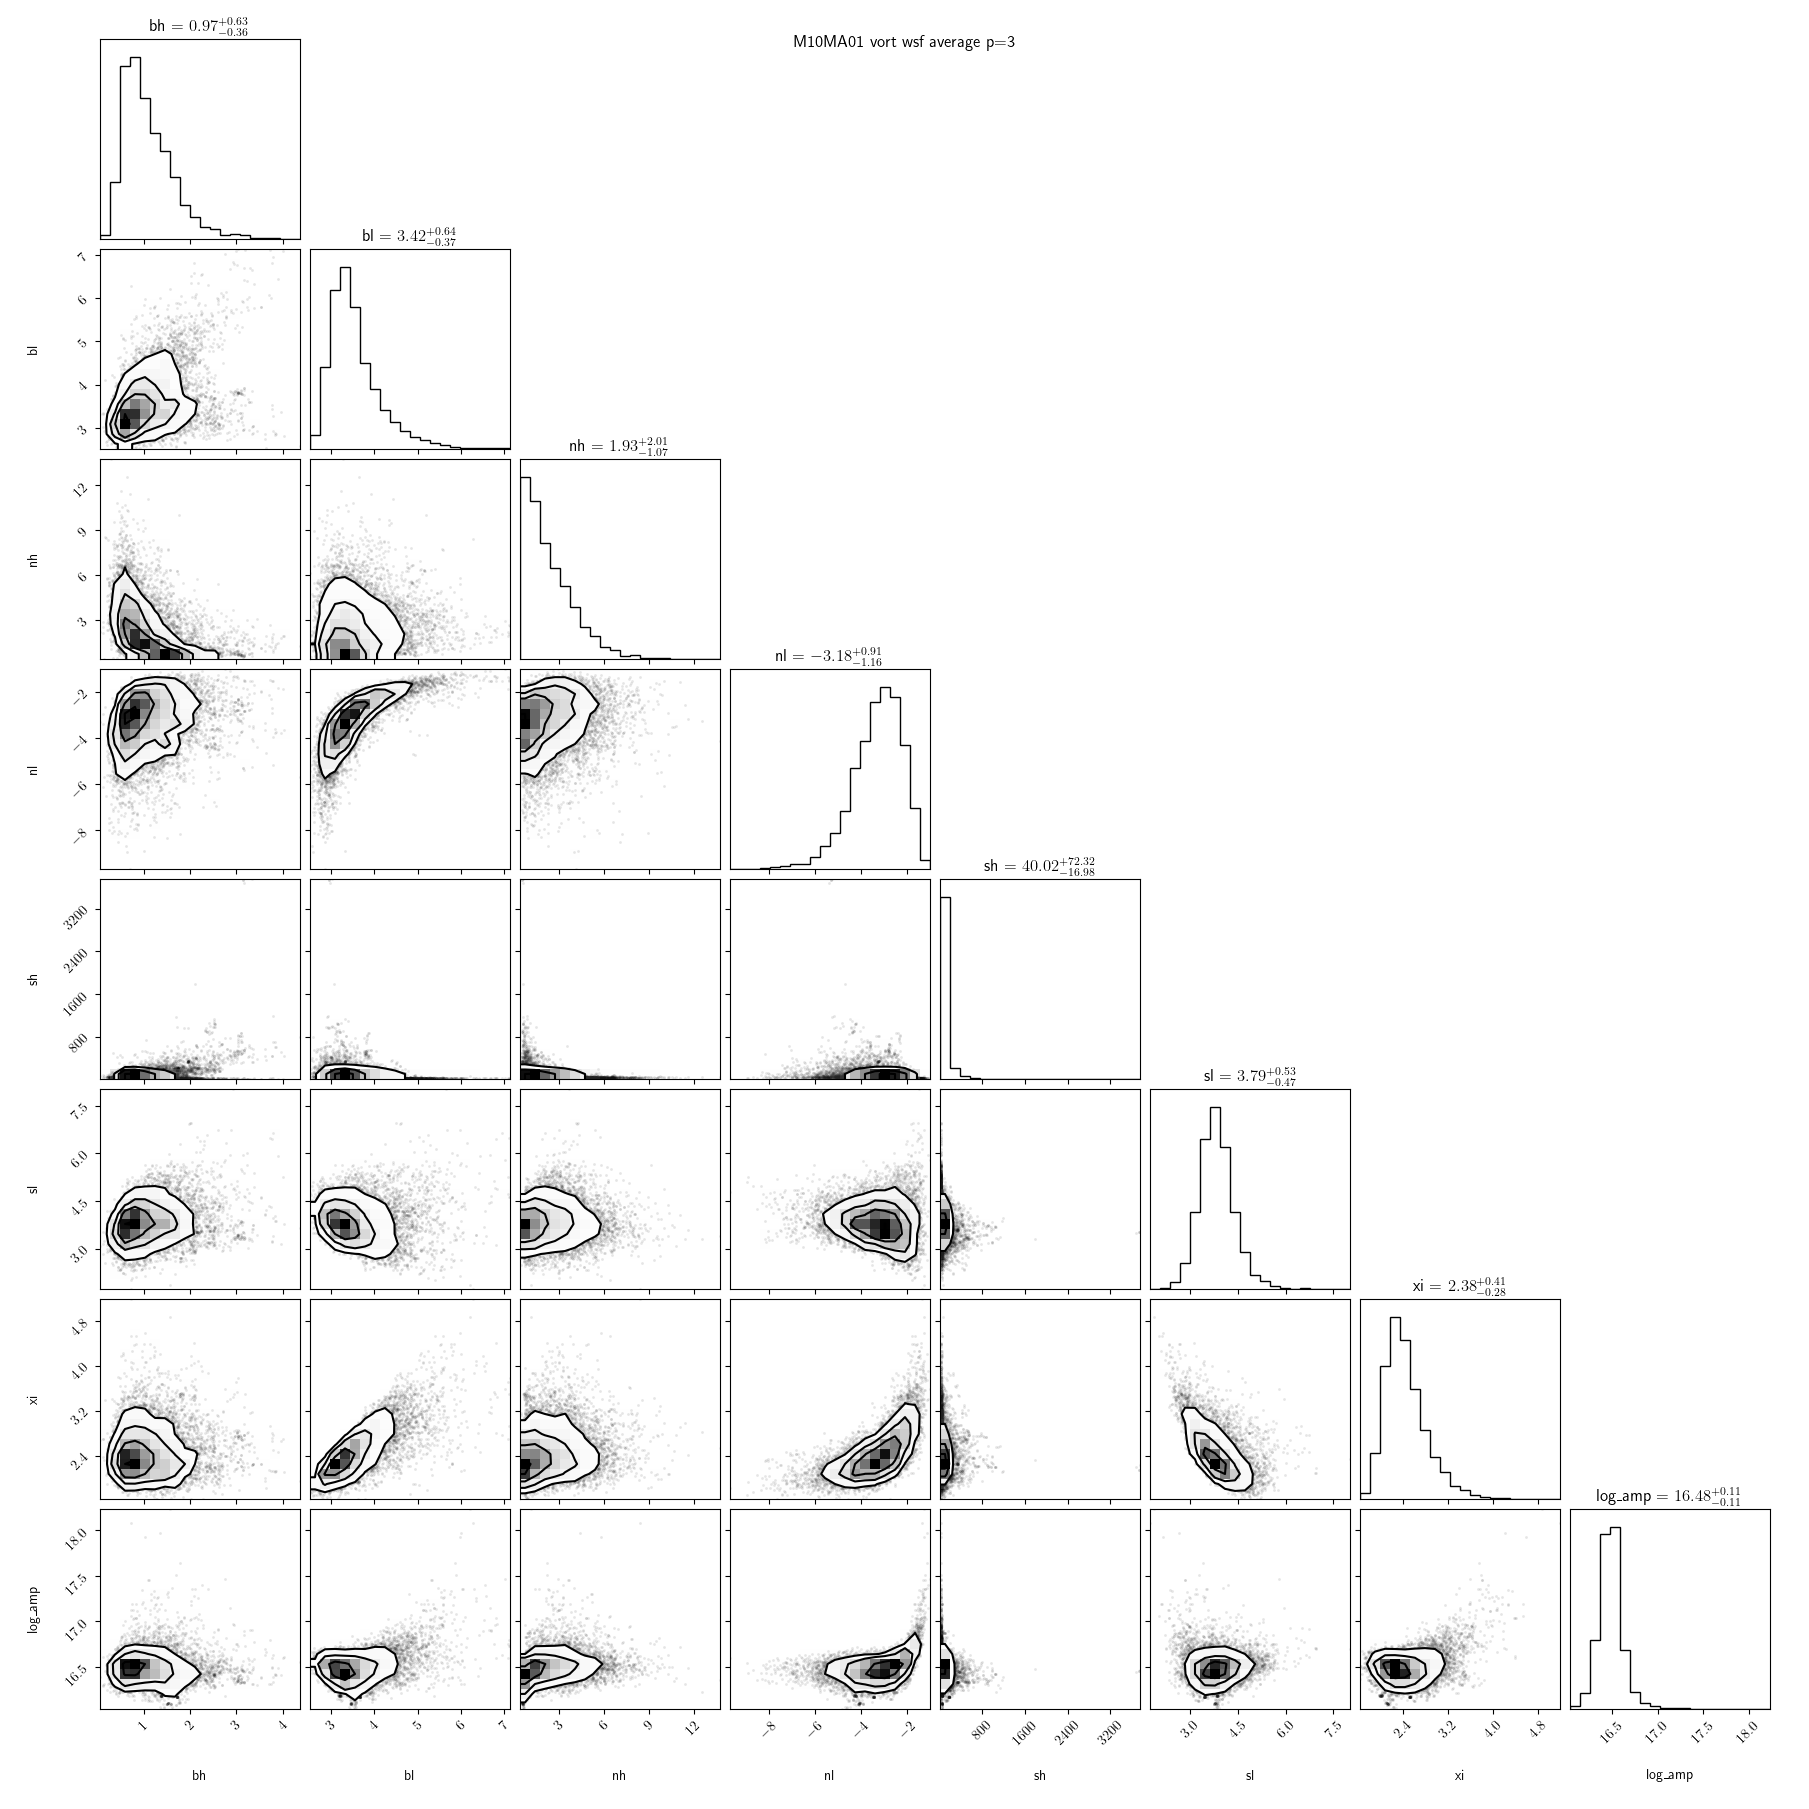 bh = 0.97+0.63 −0.36
M10MA01 vort wsf average p=3
bl = 3.42+0.64 −0.37
7
6
5
4
3
bl
nh = 1.93+2.01 −1.07
12
9
6
3
nh
nl = −3.18+0.91 −1.16
−2
−4
−6
−8
nl
sh = 40.02+72.32 −16.98
3200
2400
1600
800
sh
sl = 3.79+0.53 −0.47
7.5
6.0
4.5
3.0
sl
xi = 2.38+0.41 −0.28
4.8
4.0
3.2
2.4
xi
log_amp = 16.48+0.11 −0.11
18.0
17.5
17.0
16.5
log_amp
1 2 3 4 3 4 5 6 7 3 6 9 12 −8 −6 −4 −2 800 1600 2400 3200 3.0 4.5 6.0 7.5 2.4 3.2 4.0 4.8 16.5 17.0 17.5 18.0
bh bl nh nl sh sl xi log_amp